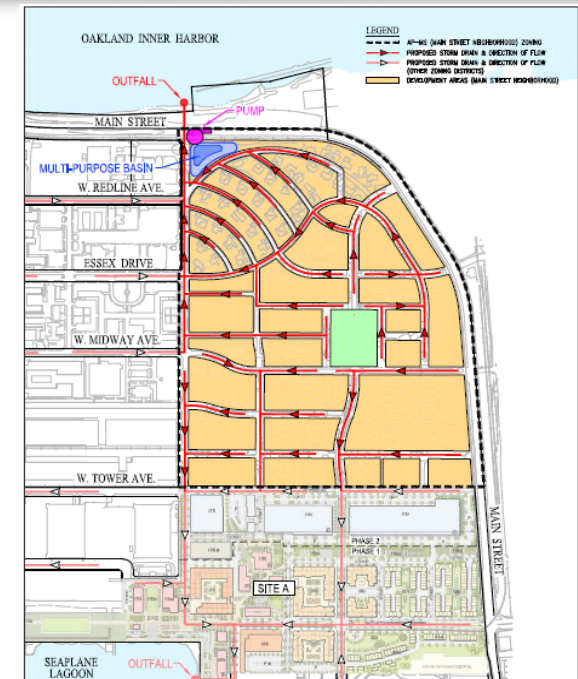 OAKLAND INNER HARBOR
LEGEND
AP-MS (MAIN STREET NEIGHBORHOOD) ZONING
PROPOSED STORM DRAIN & DIRECTION OF FLOW
PROPOSED STORM DRAIN & DIRECTION OF FLOW
(OTHER ZONING DISTRICTS)
DEVELOPMENT AREAS (MAIN STREET NEIGHBORHOOD)
OUTFALL
PUMP
MAIN STREET
MULTI-PURPOSE BASIN
W. REDLINE AVE.
ESSEX DRIVE
W. MIDWAY AVE.
W. TOWER AVE.
MAIN STREET
PHASE 2
PHASE 1
SITE A
SEAPLANE
LAGOON
OUTFALL